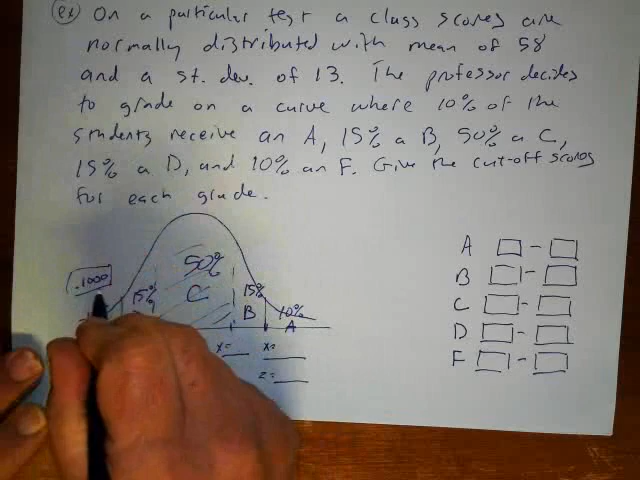 ex On a particular test a class scores are
normally distributed with mean of 58
and a st. dev. of 13. The professor decides
to grade on a curve where 10% of the
students receive an A, 15% a B, 50% a C,
15% a D, and 10% an F. Give the cut-off scores
for each grade.
.1000
15%
50%
C
15%
B
10%
A
x=
x=
z=
A -
B -
C -
D -
F -